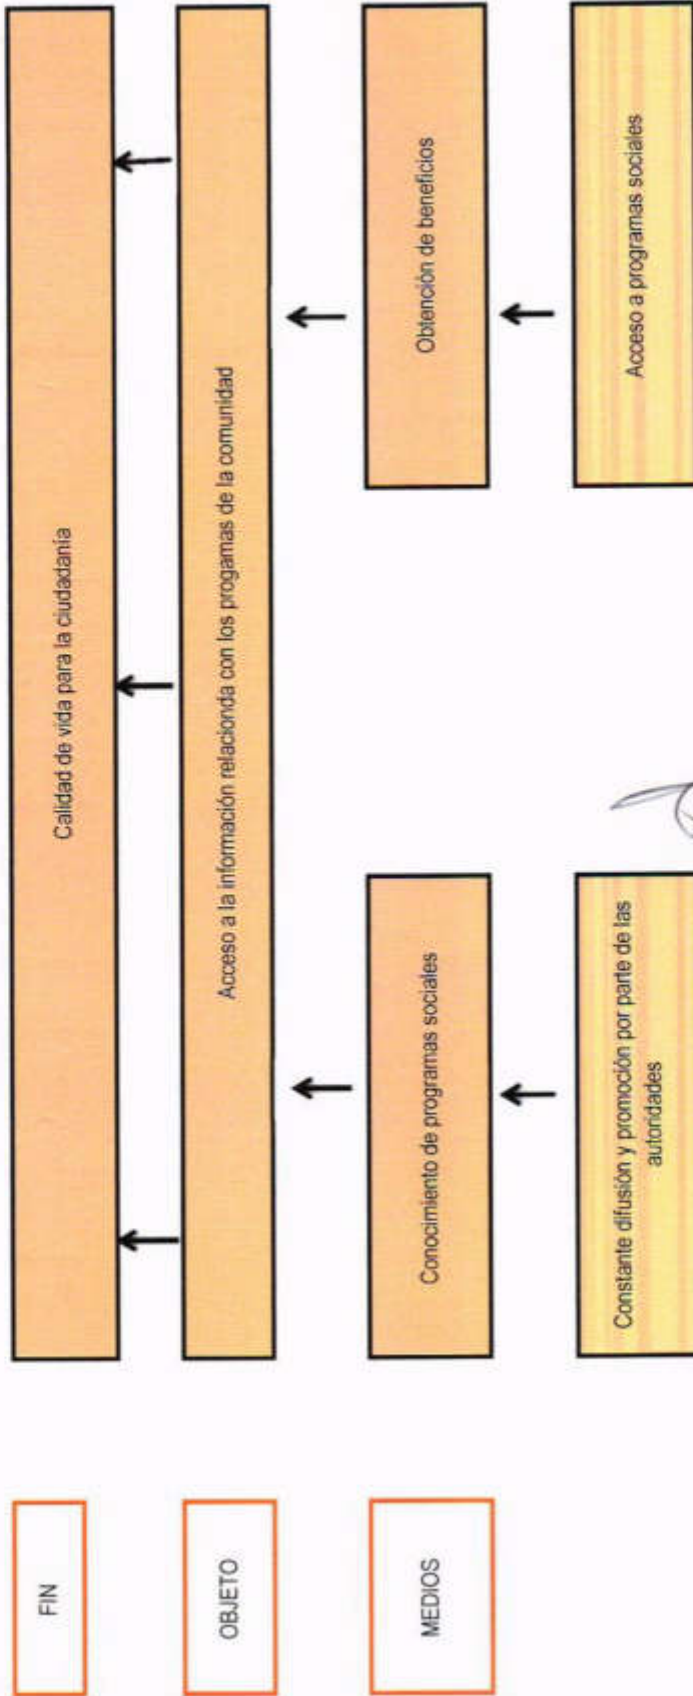 FIN
Calidad de vida para la ciudadanía
OBJETO
Acceso a la información relacionda con los progamas de la comunidad
MEDIOS
Conocimiento de programas sociales
Obtención de beneficios
Constante difusión y promoción por parte de las
autoridades
Acceso a programas sociales